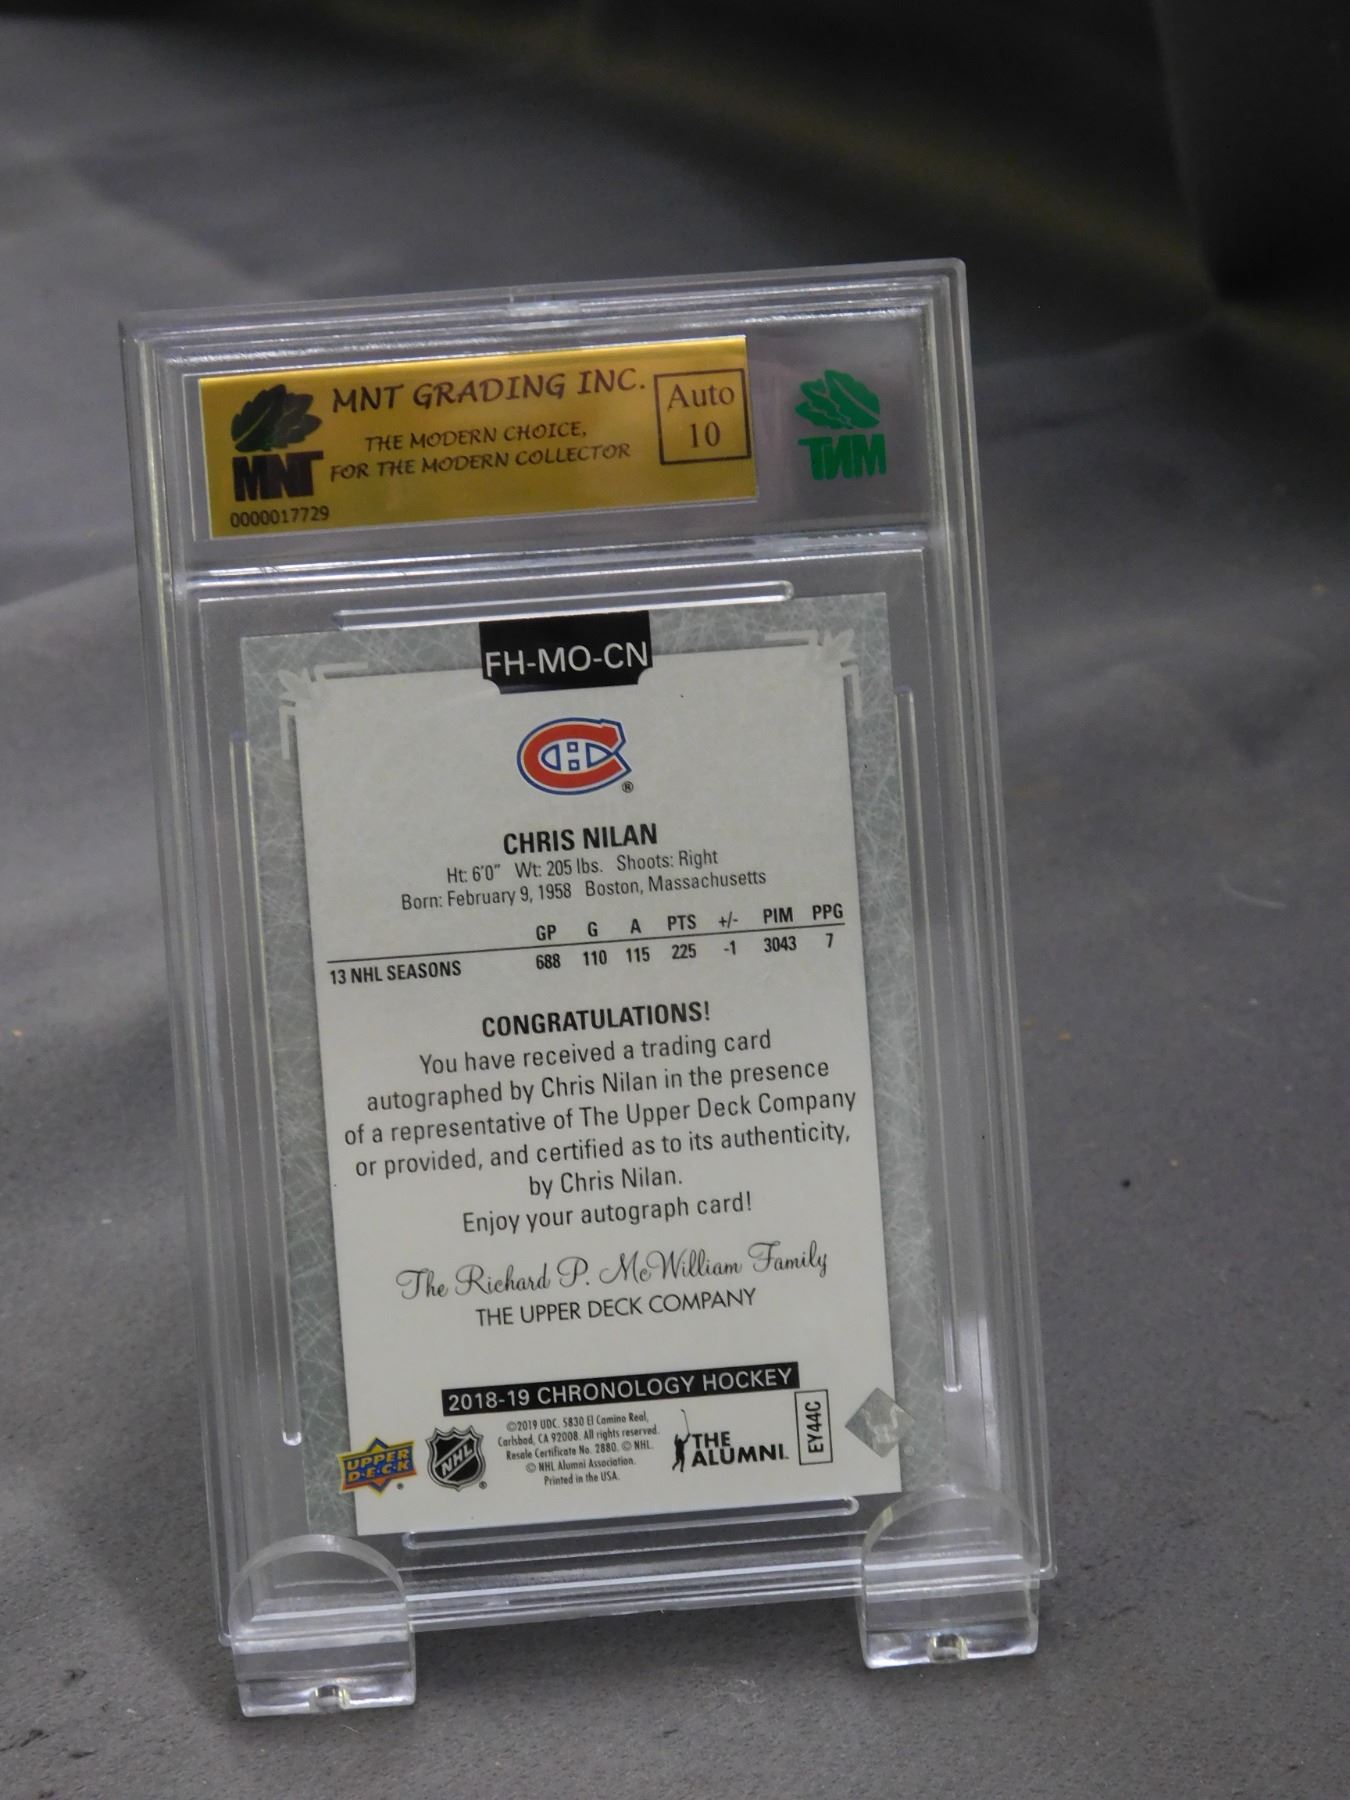 MNT GRADING INC.
THE MODERN CHOICE,
FOR THE MODERN COLLECTOR
Auto
10
MNT
0000017729
MNT
FH-MO-CN
®
CHRIS NILAN
Ht: 6'0" Wt: 205 lbs. Shoots: Right
Born: February 9, 1958 Boston, Massachusetts
GP G A PTS +/- PIM PPG
13 NHL SEASONS 688 110 115 225 -1 3043 7
CONGRATULATIONS!
You have received a trading card
autographed by Chris Nilan in the presence
of a representative of The Upper Deck Company
or provided, and certified as to its authenticity,
by Chris Nilan.
Enjoy your autograph card!
The Richard P. McWilliam Family
THE UPPER DECK COMPANY
2018-19 CHRONOLOGY HOCKEY
©2019 UDC. 5830 El Camino Real,
Carlsbad, CA 92008. All rights reserved.
Resale Certificate No. 2880. © NHL.
© NHL Alumni Association.
Printed in the USA.
UPPER
D·E·C·K
NHL
®
THE
ALUMNI
EY44C